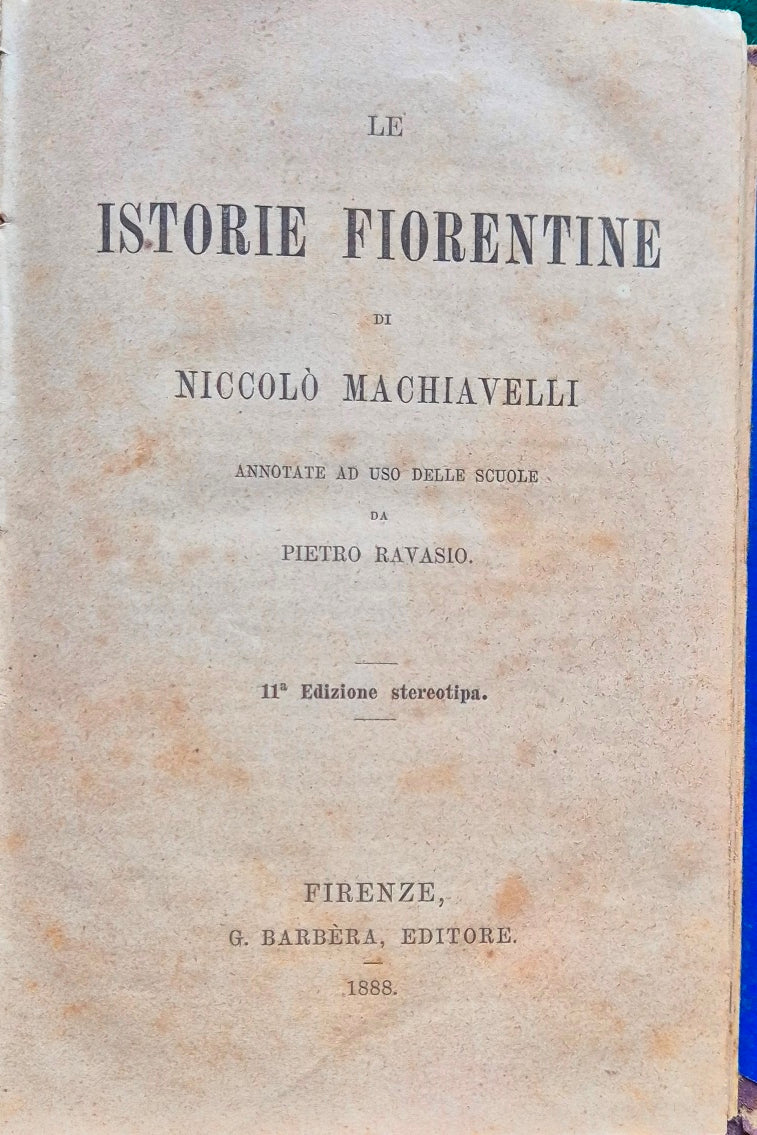 LE
ISTORIE FIORENTINE
DI
NICCOLÒ MACHIAVELLI
ANNOTATE AD USO DELLE SCUOLE
DA
PIETRO RAVASIO.
11ª Edizione stereotipa.
FIRENZE,
G. BARBÈRA, EDITORE.
1888.